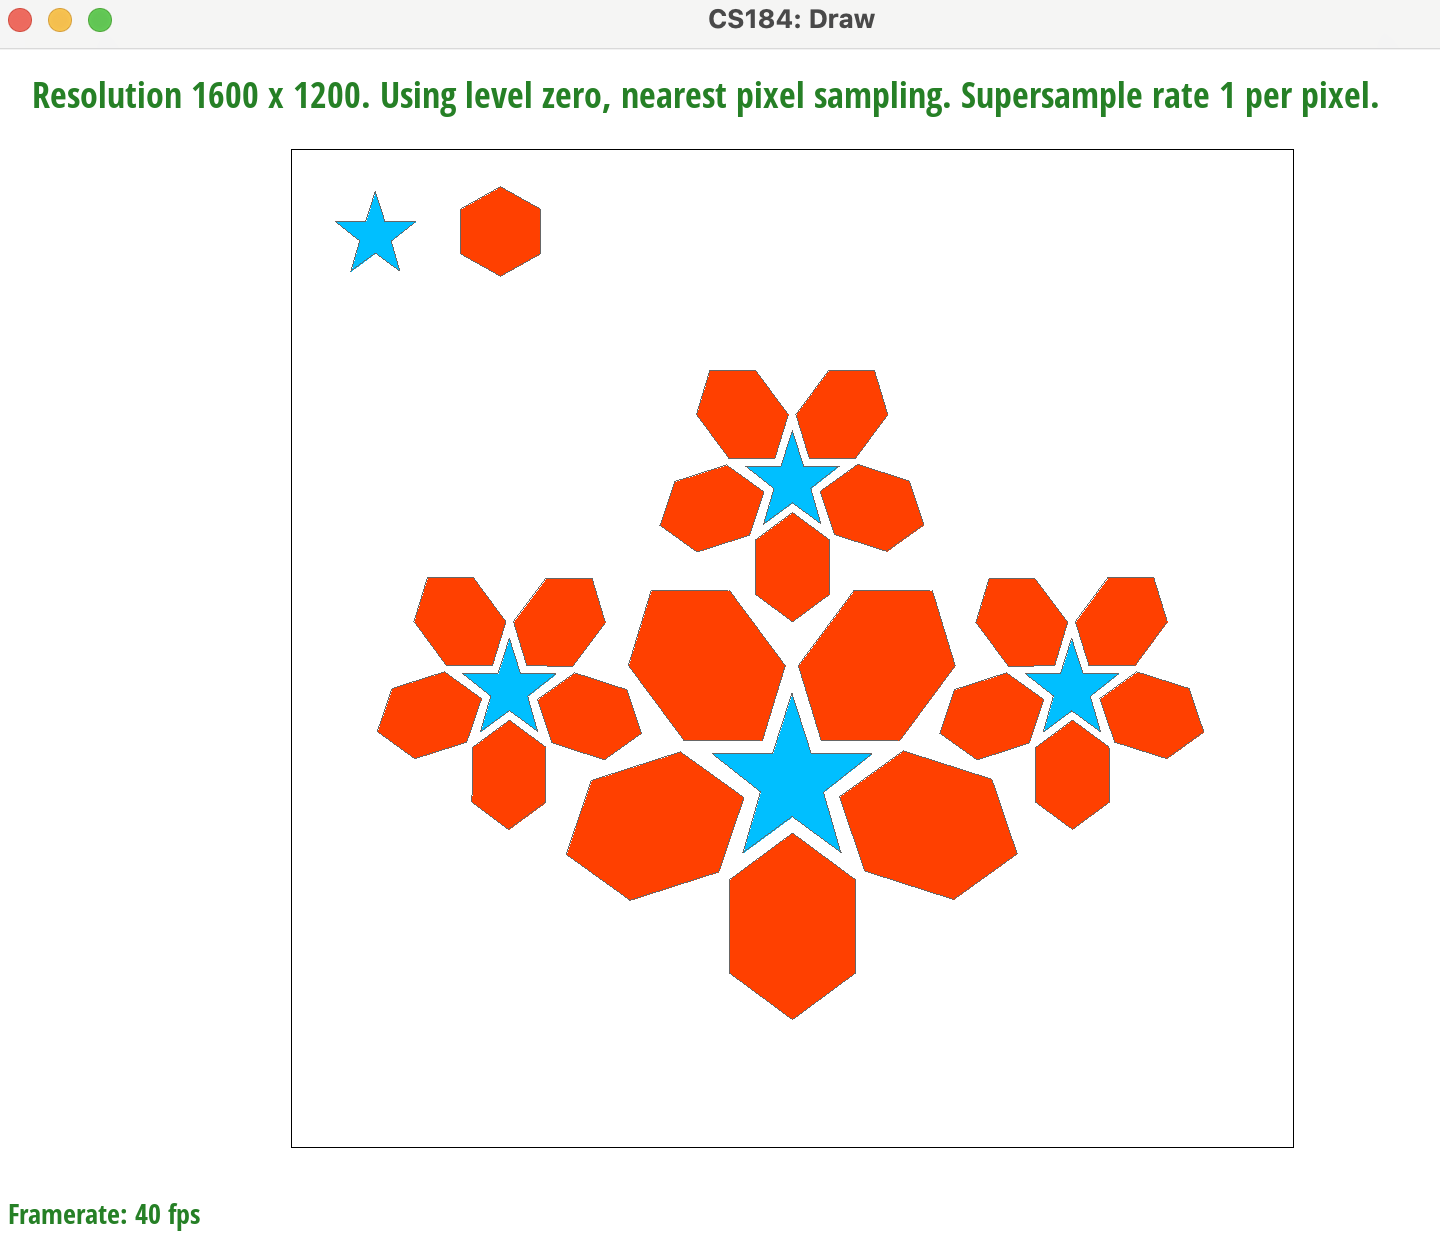 CS184: Draw
Resolution 1600 x 1200. Using level zero, nearest pixel sampling. Supersample rate 1 per pixel.
Framerate: 40 fps